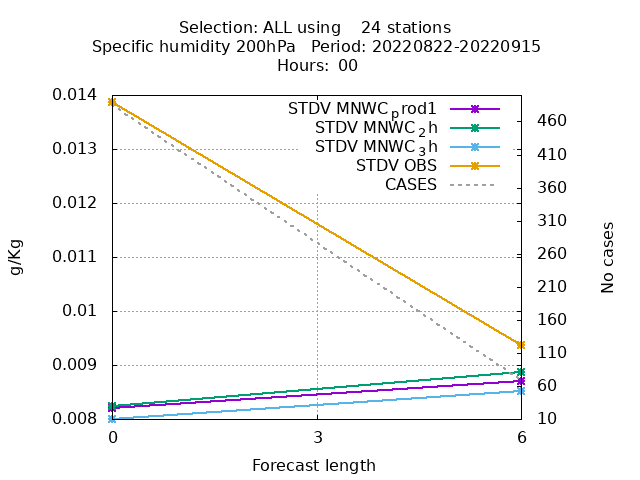 Selection: ALL using    24 stations
Specific humidity 200hPa   Period: 20220822-20220915
Hours:  00
STDV MNWC_prod1
STDV MNWC_2h
STDV MNWC_3h
STDV OBS
CASES
0.014
0.013
0.012
0.011
0.01
0.009
0.008
g/Kg
460
410
360
310
260
210
160
110
60
10
No cases
0 3 6
Forecast length